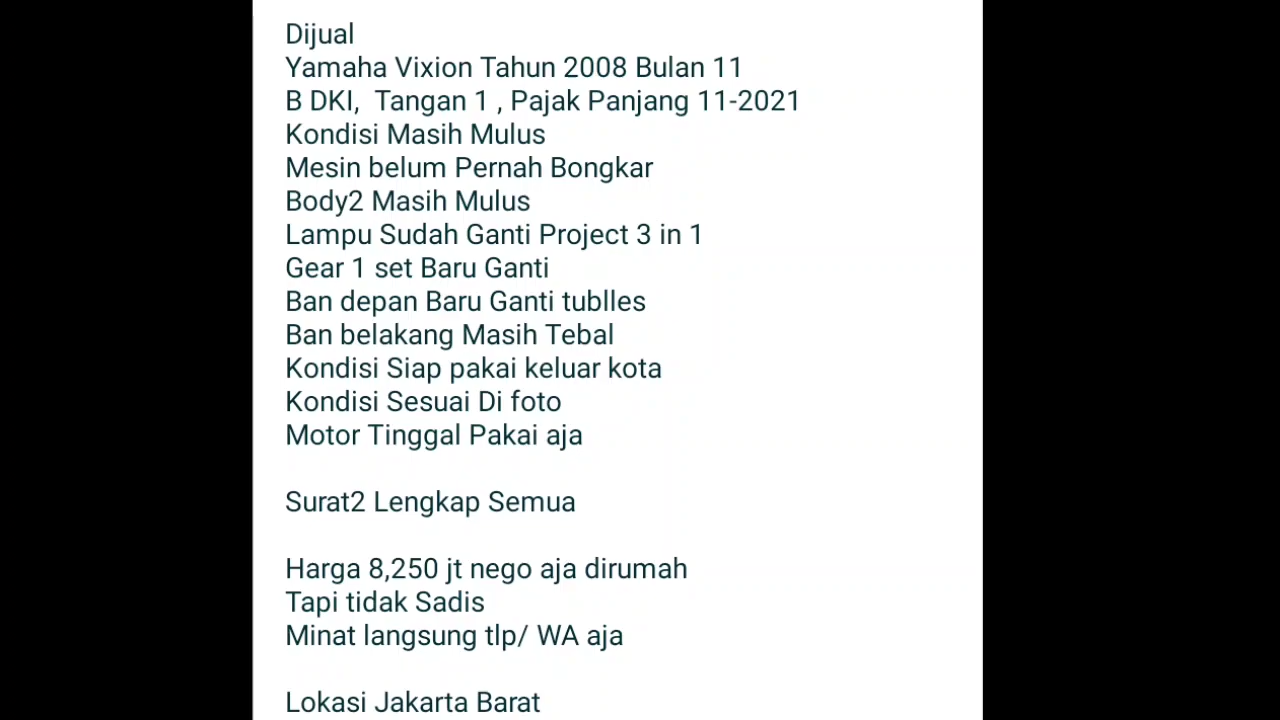 Dijual
Yamaha Vixion Tahun 2008 Bulan 11
B DKI,  Tangan 1 , Pajak Panjang 11-2021
Kondisi Masih Mulus
Mesin belum Pernah Bongkar
Body2 Masih Mulus
Lampu Sudah Ganti Project 3 in 1
Gear 1 set Baru Ganti
Ban depan Baru Ganti tublles
Ban belakang Masih Tebal
Kondisi Siap pakai keluar kota
Kondisi Sesuai Di foto
Motor Tinggal Pakai aja
Surat2 Lengkap Semua
Harga 8,250 jt nego aja dirumah
Tapi tidak Sadis
Minat langsung tlp/ WA aja
Lokasi Jakarta Barat